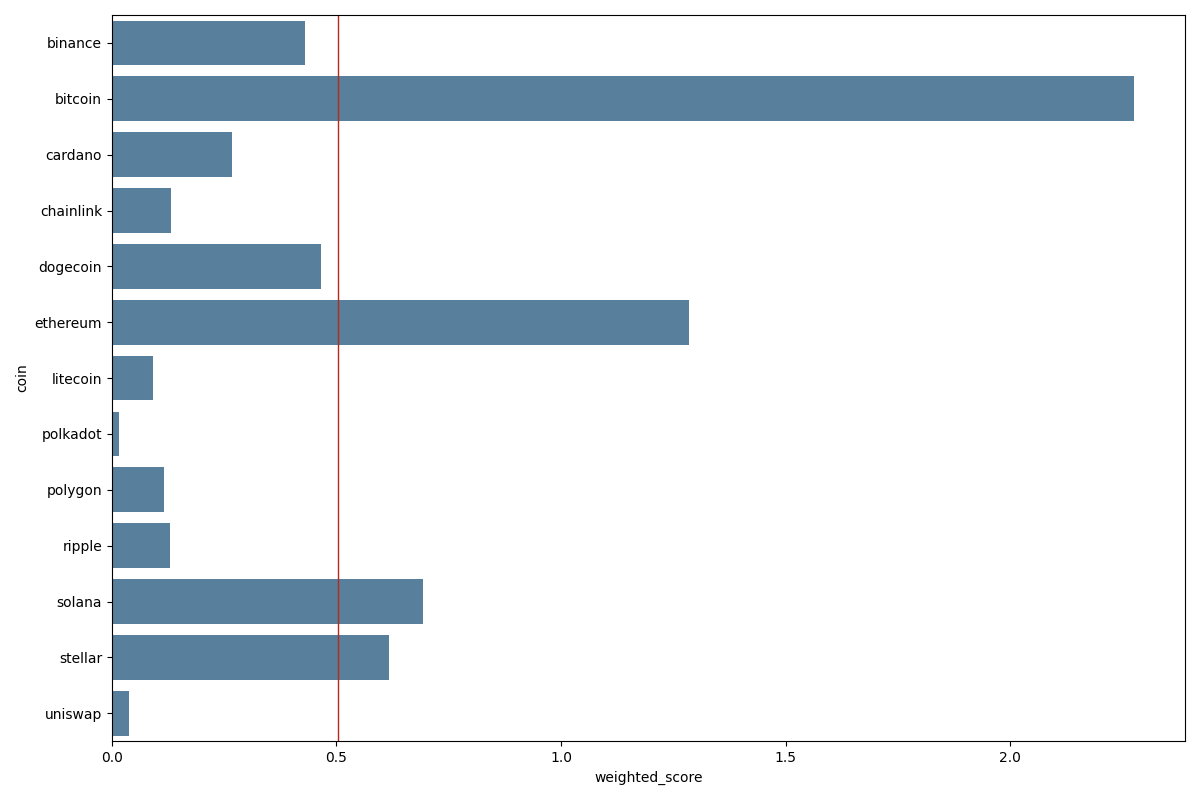 binance
bitcoin
cardano
chainlink
dogecoin
ethereum
litecoin
polkadot
polygon
ripple
solana
stellar
uniswap
coin
0.0 0.5 1.0 1.5 2.0
weighted_score